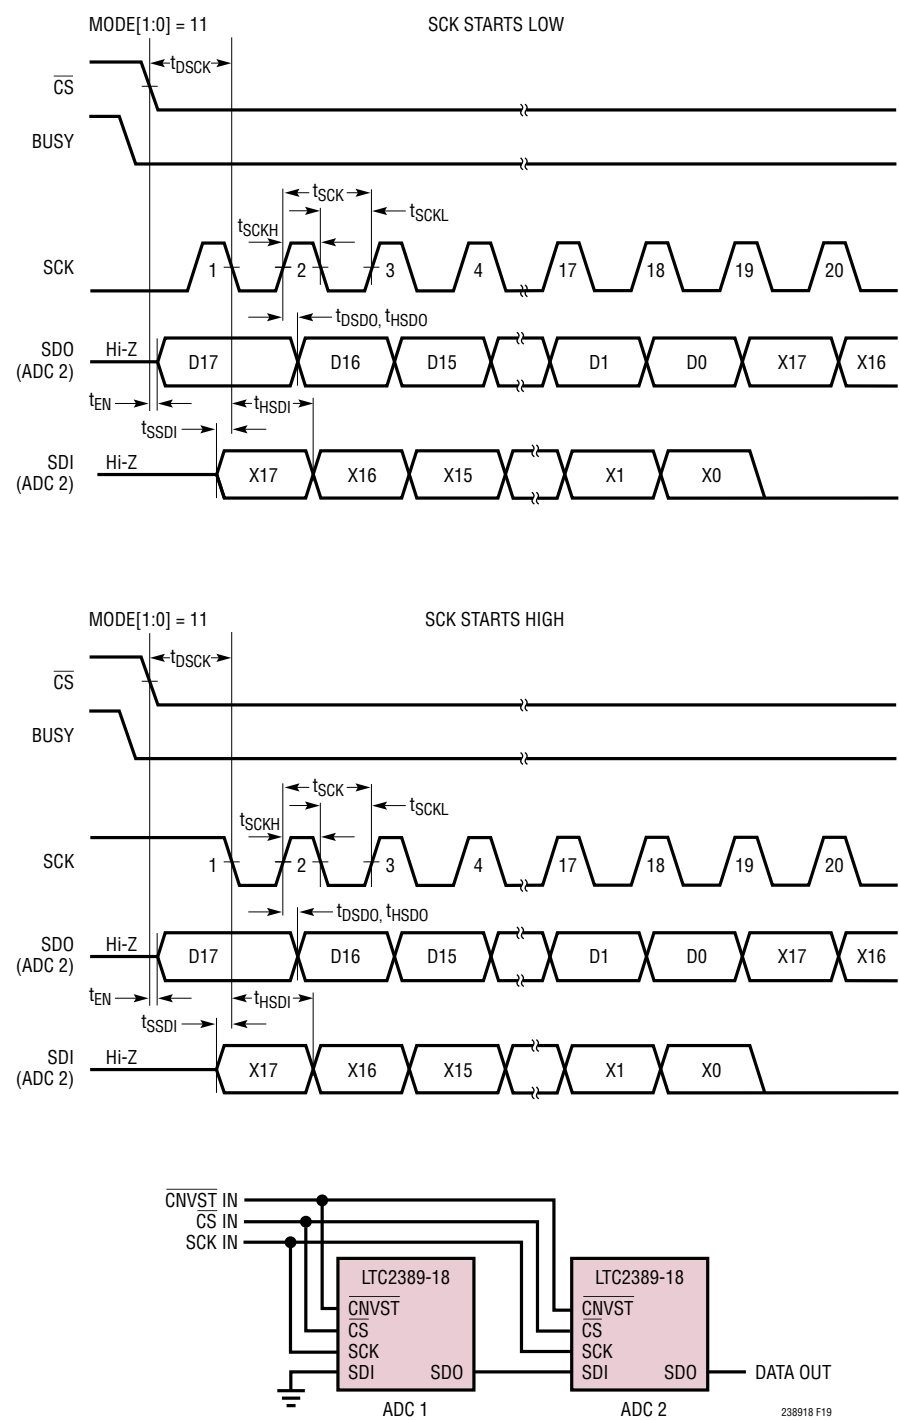 MODE[1:0] = 11 SCK STARTS LOW
tDSCK
CS
BUSY
tSCK
tSCKH tSCKL
SCK 1 2 3 4 17 18 19 20
tDSDO, tHSDO
SDO (ADC 2) Hi-Z D17 D16 D15 D1 D0 X17 X16
tEN tHSDI
tSSDI
SDI (ADC 2) Hi-Z X17 X16 X15 X1 X0
MODE[1:0] = 11 SCK STARTS HIGH
tDSCK
CS
BUSY
tSCK
tSCKH tSCKL
SCK 1 2 3 4 17 18 19 20
tDSDO, tHSDO
SDO (ADC 2) Hi-Z D17 D16 D15 D1 D0 X17 X16
tEN tHSDI
tSSDI
SDI (ADC 2) Hi-Z X17 X16 X15 X1 X0
CNVST IN
CS IN
SCK IN
LTC2389-18 LTC2389-18
CNVST CNVST
CS CS
SCK SCK
SDI SDO SDI SDO DATA OUT
ADC 1 ADC 2 238918 F19